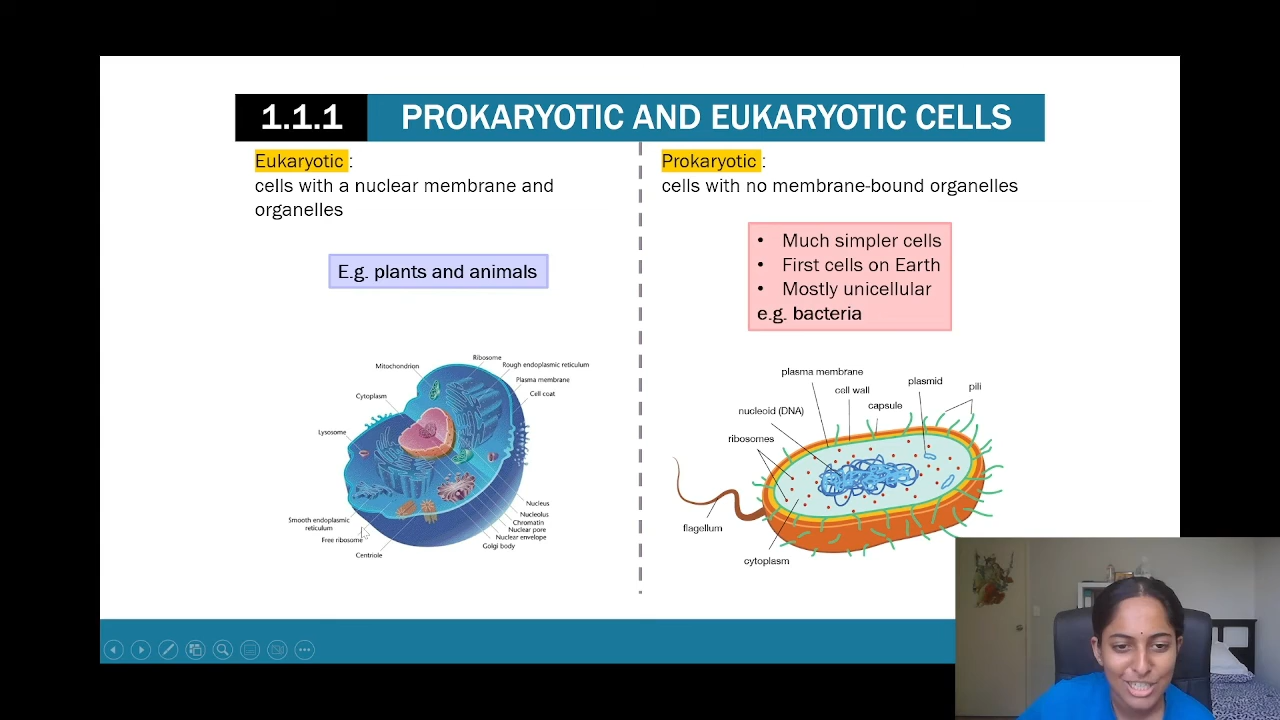 1.1.1 PROKARYOTIC AND EUKARYOTIC CELLS
Eukaryotic :
cells with a nuclear membrane and
organelles
E.g. plants and animals
Ribosome
Mitochondrion
Rough endoplasmic reticulum
Plasma membrane
Cell coat
Cytoplasm
Lysosome
Nucleus
Nucleolus
Chromatin
Nuclear pore
Nuclear envelope
Golgi body
Smooth endoplasmic
reticulum
Free ribosome
Centriole
Prokaryotic :
cells with no membrane-bound organelles
• Much simpler cells
• First cells on Earth
• Mostly unicellular
e.g. bacteria
plasma membrane
cell wall
plasmid
pili
capsule
nucleoid (DNA)
ribosomes
flagellum
cytoplasm